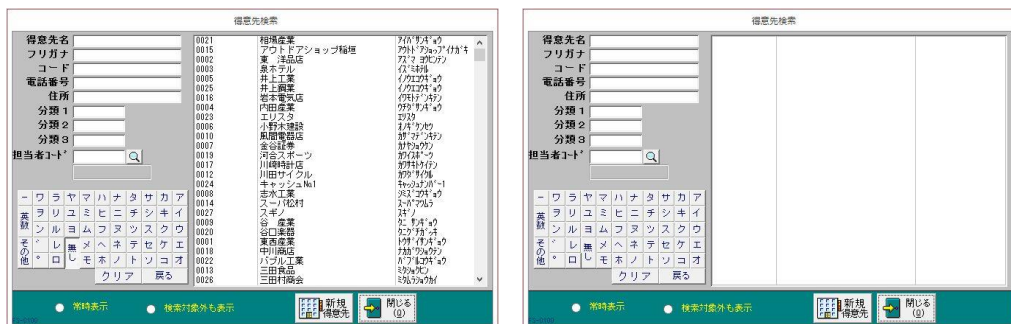 得意先検索
得意先名
フリガナ
コード
電話番号
住所
分類1
分類2
分類3
担当者コード
0021 相場産業 アイバサンギョウ
0015 アウトドアショップ稲垣 アウトドアショップイナガキ
0002 東 洋品店 アズマ ヨウヒンテン
0003 泉ホテル イズミホテル
0005 井上工業 イノウエコウギョウ
0025 井上鋼業 イノウエコウギョウ
0016 岩本電気店 イワモトデンキテン
0004 内田産業 ウチダサンギョウ
0023 エリスタ エリスタ
0006 小野木建設 オノギケンセツ
0010 風間電器店 カザマデンキテン
0007 金谷証券 カナヤショウケン
0019 河合スポーツ カワイスポーツ
0017 川崎時計店 カワサキトケイテン
0012 川田サイクル カワダサイクル
0024 キャッシュNo1 キャッシュナンバー1
0008 志水工業 シミズコウギョウ
0014 スーパ松村 スーパマツムラ
0027 スギノ スギノ
0009 谷 産業 タニ サンギョウ
0020 谷口楽器 タニグチガッキ
0001 東西産業 トウザイサンギョウ
0018 中川商店 ナカガワショウテン
0022 バブル工業 バブルコウギョウ
0013 三田食品 ミタショクヒン
0026 三田村商会 ミタムラショウカイ
- ワ ラ ヤ マ ハ ナ タ サ カ ア
英数 ヲ リ ユ ミ ヒ ニ チ シ キ イ
ン ル ヨ ム フ ヌ ツ ス ク ウ
その他 ゛ レ 無し メ ヘ ネ テ セ ケ エ
゜ ロ モ ホ ノ ト ソ コ オ
クリア 戻る
常時表示
検索対象外も表示
新規得意先
閉じる(Q)
得意先検索
得意先名
フリガナ
コード
電話番号
住所
分類1
分類2
分類3
担当者コード
- ワ ラ ヤ マ ハ ナ タ サ カ ア
英数 ヲ リ ユ ミ ヒ ニ チ シ キ イ
ン ル ヨ ム フ ヌ ツ ス ク ウ
その他 ゛ レ 無し メ ヘ ネ テ セ ケ エ
゜ ロ モ ホ ノ ト ソ コ オ
クリア 戻る
常時表示
検索対象外も表示
新規得意先
閉じる(Q)